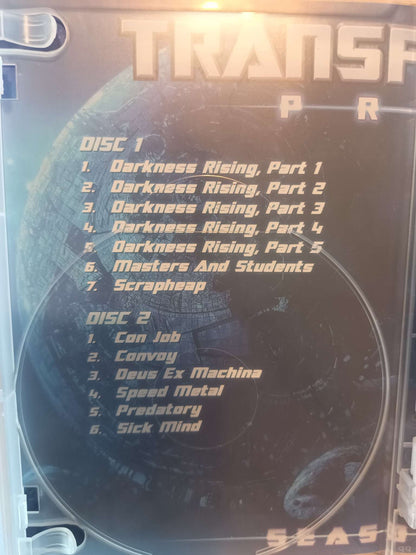 TRANSF
P R
DISC 1
1. Darkness Rising, Part 1
2. Darkness Rising, Part 2
3. Darkness Rising, Part 3
4. Darkness Rising, Part 4
5. Darkness Rising, Part 5
6. Masters And Students
7. Scrapheap
DISC 2
1. Con Job
2. Convoy
3. Deus Ex Machina
4. Speed Metal
5. Predatory
6. Sick Mind
SEAS